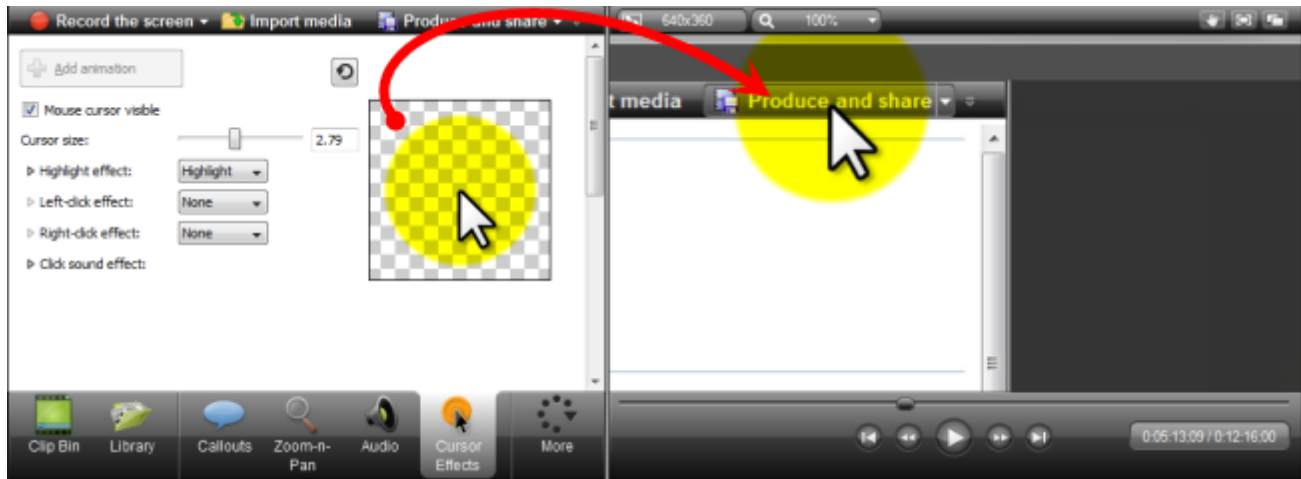 Record the screen Import media Produce and share
640x360 100%
Add animation
Mouse cursor visible
Cursor size: 2.79
Highlight effect: Highlight
Left-click effect: None
Right-click effect: None
Click sound effect:
t media Produce and share
Clip Bin Library Callouts Zoom-n-Pan Audio Cursor Effects More
0:05:13;09 / 0:12:16;00